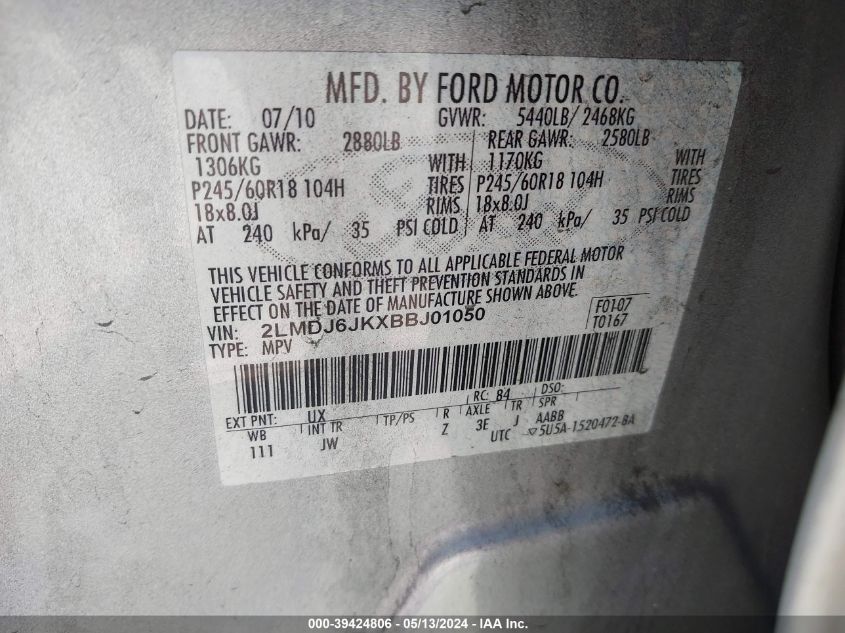 MFD. BY FORD MOTOR CO.
DATE: 07/10 GVWR: 5440LB/ 2468KG
FRONT GAWR: 2880LB REAR GAWR: 2580LB
1306KG WITH 1170KG WITH
P245/60R18 104H TIRES P245/60R18 104H TIRES
18x8.0J RIMS 18x8.0J RIMS
AT 240 kPa/ 35 PSI COLD AT 240 kPa/ 35 PSI COLD
THIS VEHICLE CONFORMS TO ALL APPLICABLE FEDERAL MOTOR
VEHICLE SAFETY AND THEFT PREVENTION STANDARDS IN
EFFECT ON THE DATE OF MANUFACTURE SHOWN ABOVE.
VIN: 2LMDJ6JKXBBJ01050 F0107
TYPE: MPV T0167
EXT PNT: UX RC: 84 DSO:
WB INT TR TP/PS R AXLE TR SPR
111 JW Z 3E J AABB
UTC 5U5A-1520472-BA
000-39424806 - 05/13/2024 - IAA Inc.